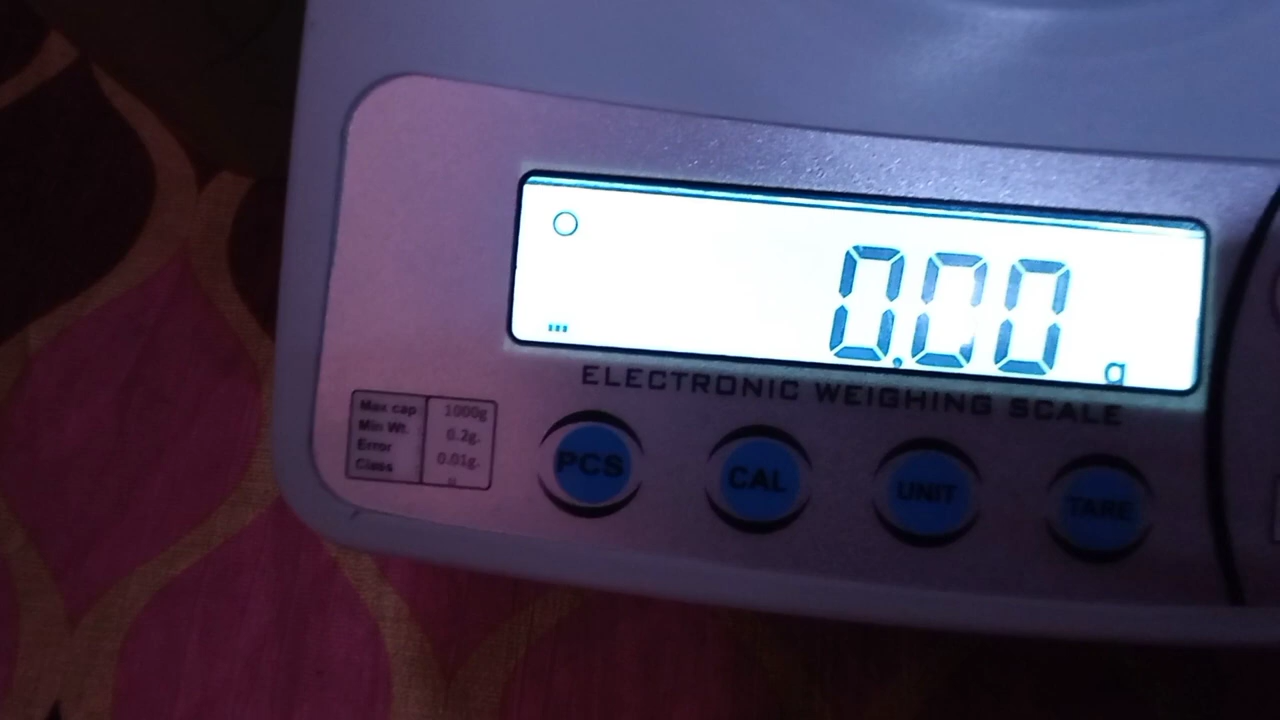 0.00 g
ELECTRONIC WEIGHING SCALE
Max cap 1000g
Min Wt. 0.2g.
Error 0.01g.
Class II
PCS CAL UNIT TARE